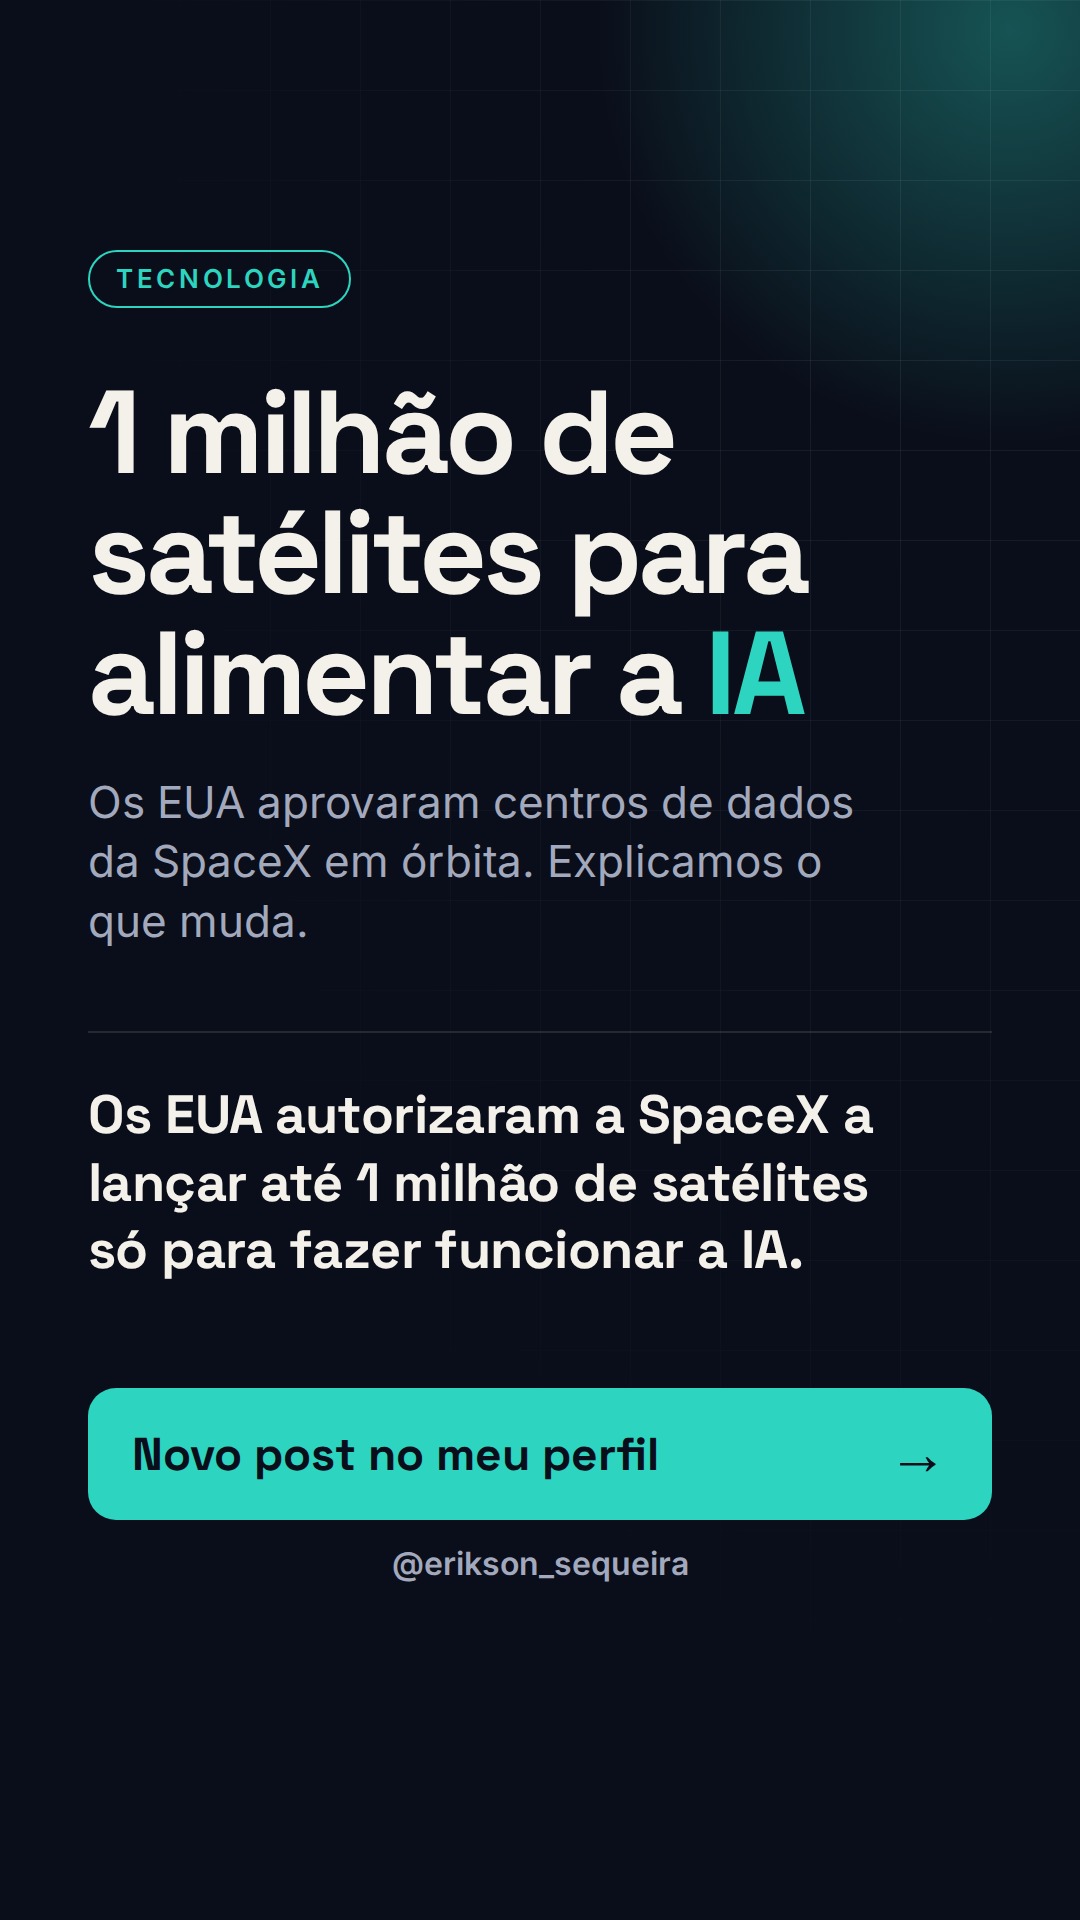 TECNOLOGIA
1 milhão de
satélites para
alimentar a IA
Os EUA aprovaram centros de dados
da SpaceX em órbita. Explicamos o
que muda.
Os EUA autorizaram a SpaceX a
lançar até 1 milhão de satélites
só para fazer funcionar a IA.
Novo post no meu perfil →
@erikson_sequeira